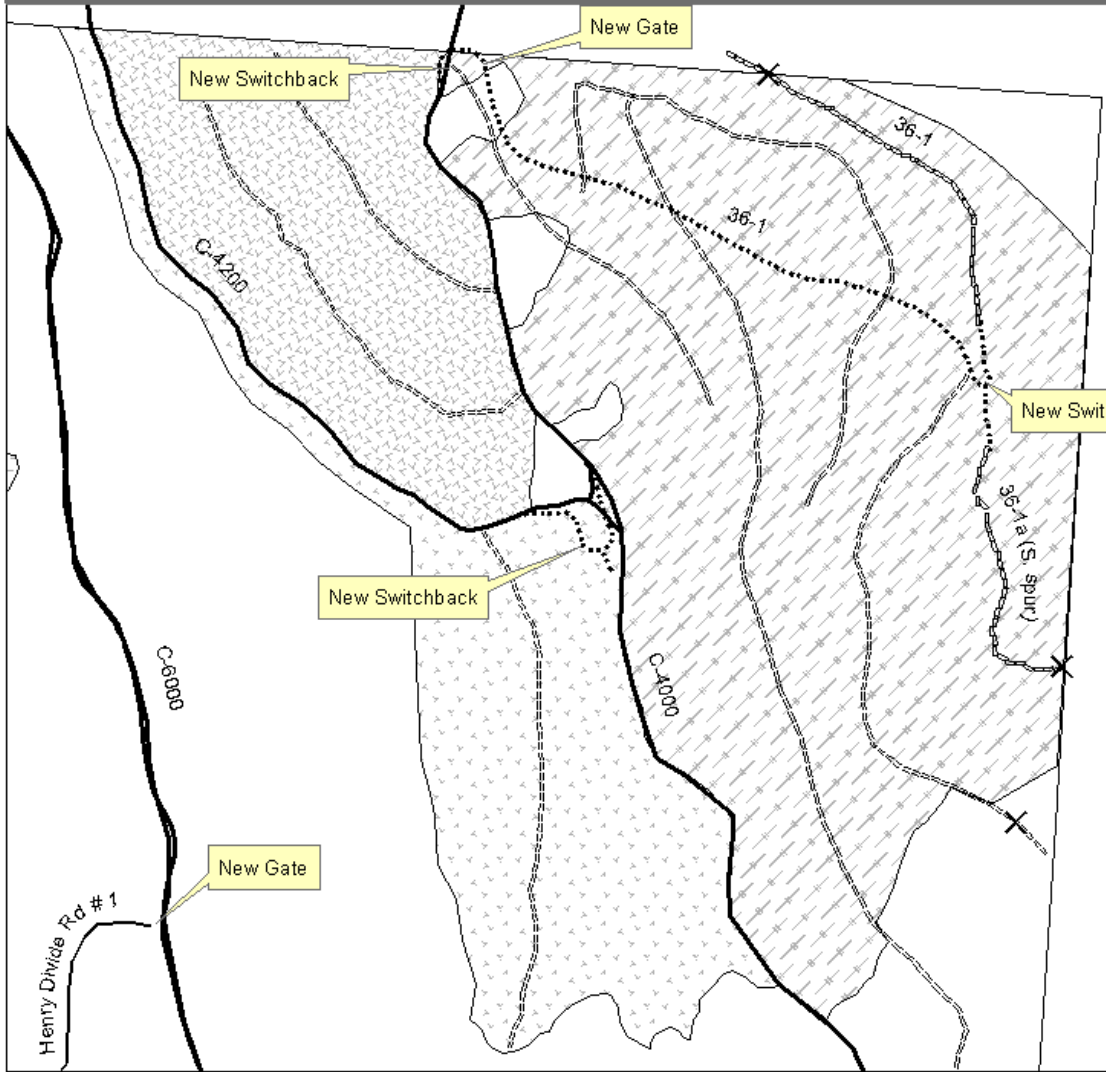 New Gate
New Switchback
36-1
C-4200
36-1
New Swit
36-1a (S. spur)
New Switchback
C-6000
C-4000
New Gate
Henry Divide Rd # 1